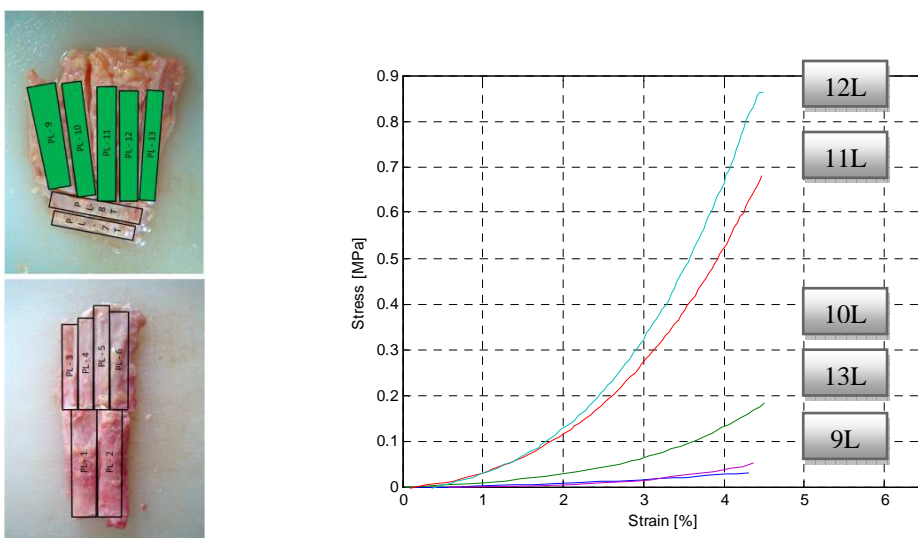 PL - 9
PL - 10
PL - 11
PL - 12
PL - 13
P L - 8 T
P L - 7 T
PL - 3
PL - 4
PL - 5
PL - 6
PL - 1
PL - 2
0.9
0.8
0.7
0.6
0.5
0.4
0.3
0.2
0.1
0
Stress [MPa]
0 1 2 3 4 5 6
Strain [%]
12L
11L
10L
13L
9L